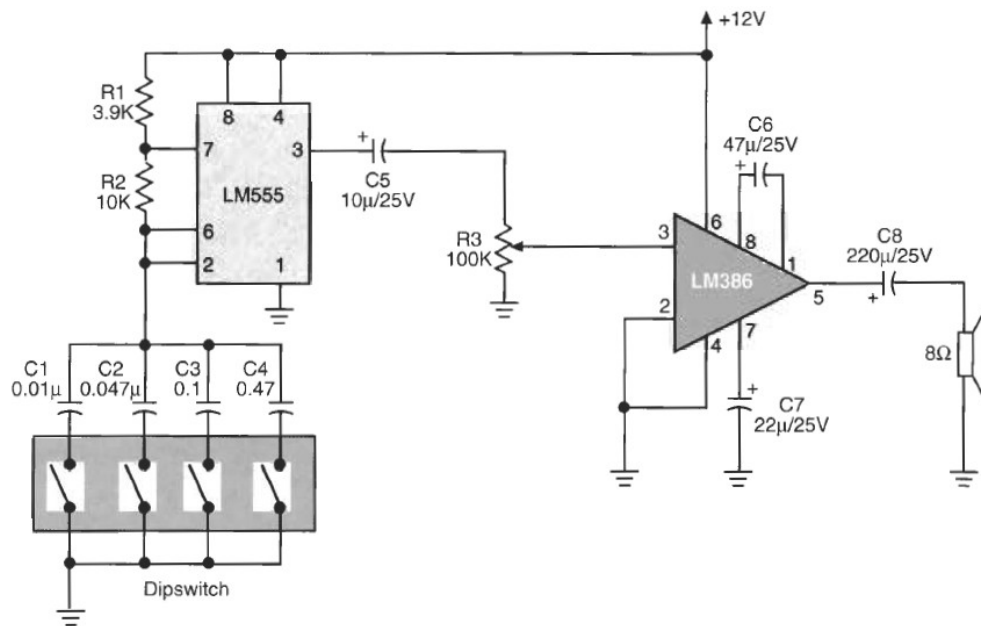 +12V
R1
3.9K
8
4
C6
47µ/25V
7
3
+
R2
10K
LM555
C5
10µ/25V
+
6
6
8
3
R3
100K
C8
220µ/25V
2
1
1
LM386
5
+
2
7
4
+
8Ω
C1
0.01µ
C2
0.047µ
C3
0.1
C4
0.47
C7
22µ/25V
Dipswitch